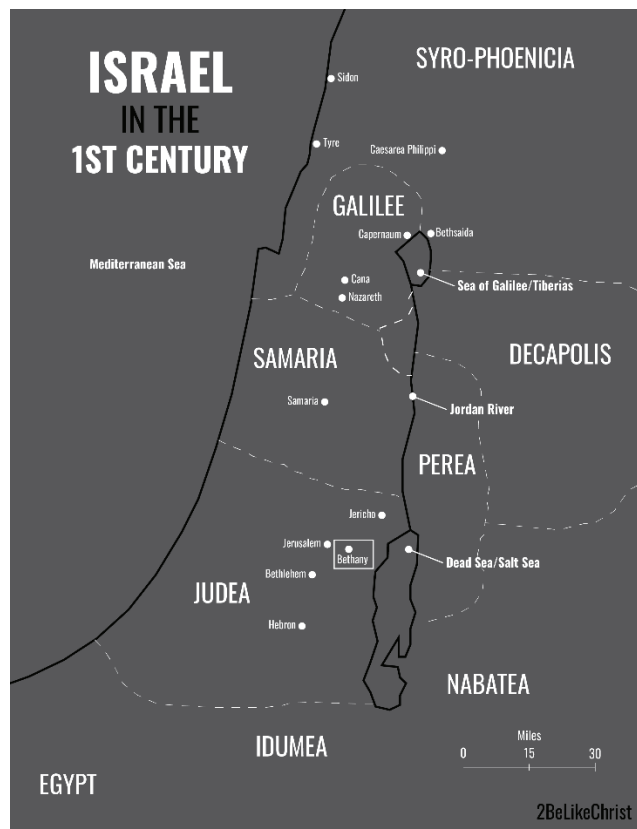 ISRAEL
IN THE
1ST CENTURY
SYRO-PHOENICIA
Sidon
Tyre
Caesarea Philippi
GALILEE
Capernaum
Bethsaida
Mediterranean Sea
Cana
Sea of Galilee/Tiberias
Nazareth
SAMARIA
DECAPOLIS
Samaria
Jordan River
PEREA
Jericho
Jerusalem
Bethany
Dead Sea/Salt Sea
Bethlehem
JUDEA
Hebron
NABATEA
IDUMEA
Miles
0 15 30
EGYPT
2BeLikeChrist